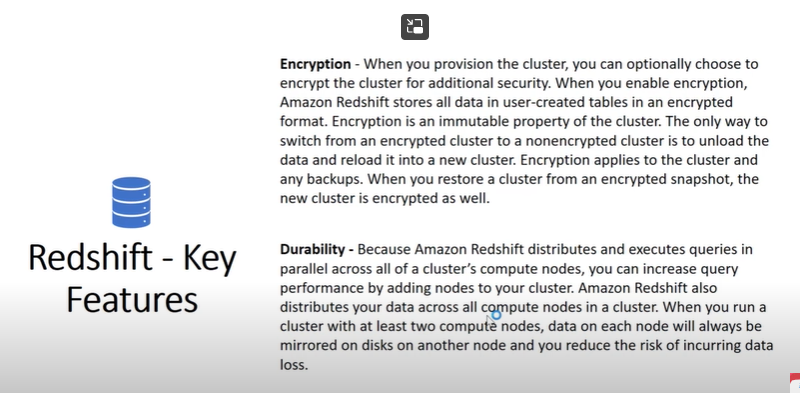 Encryption - When you provision the cluster, you can optionally choose to
encrypt the cluster for additional security. When you enable encryption,
Amazon Redshift stores all data in user-created tables in an encrypted
format. Encryption is an immutable property of the cluster. The only way to
switch from an encrypted cluster to a nonencrypted cluster is to unload the
data and reload it into a new cluster. Encryption applies to the cluster and
any backups. When you restore a cluster from an encrypted snapshot, the
new cluster is encrypted as well.
Redshift - Key
Features
Durability - Because Amazon Redshift distributes and executes queries in
parallel across all of a cluster’s compute nodes, you can increase query
performance by adding nodes to your cluster. Amazon Redshift also
distributes your data across all compute nodes in a cluster. When you run a
cluster with at least two compute nodes, data on each node will always be
mirrored on disks on another node and you reduce the risk of incurring data
loss.